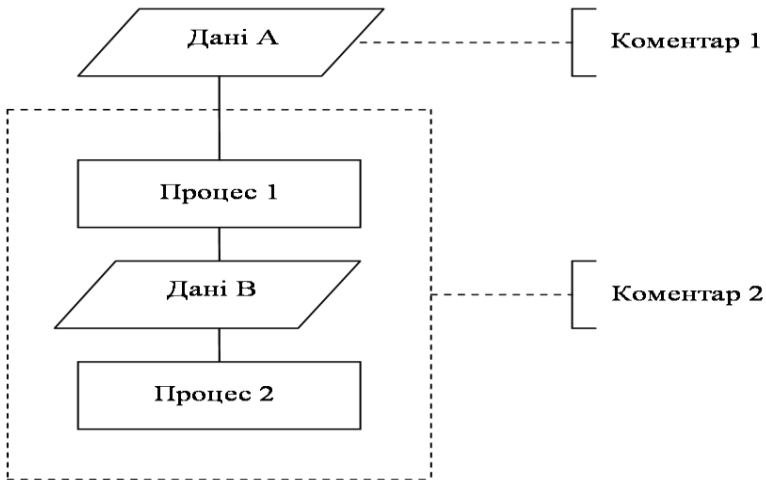 Дані А
Коментар 1
Процес 1
Дані В
Коментар 2
Процес 2